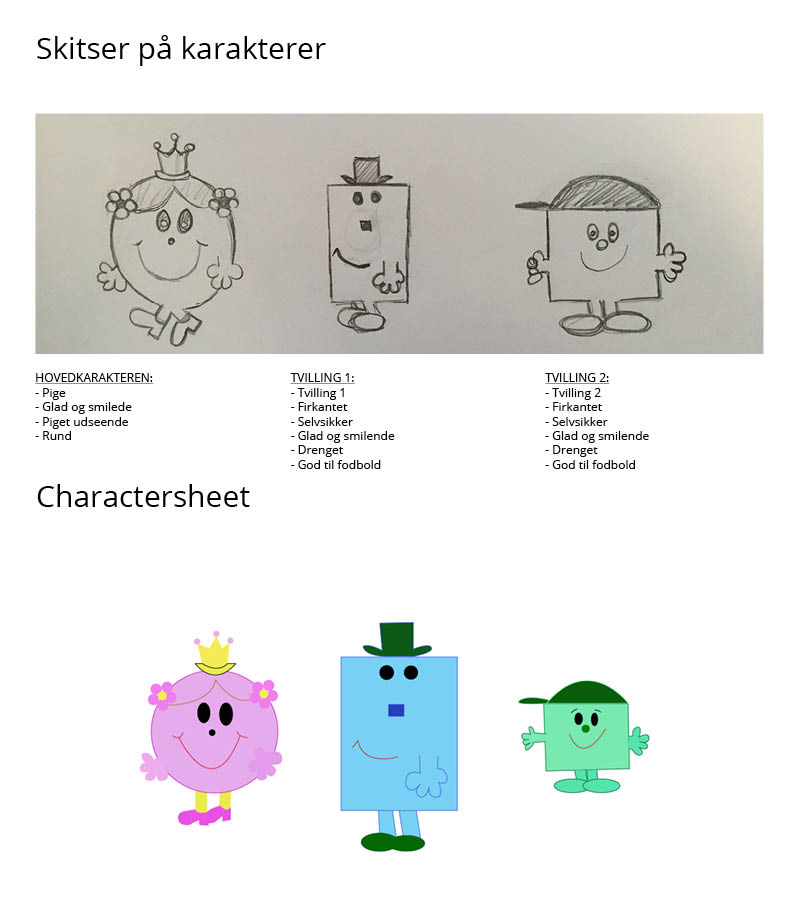 Skitser på karakterer
HOVEDKARAKTEREN:
- Pige
- Glad og smilede
- Piget udseende
- Rund
TVILLING 1:
- Tvilling 1
- Firkantet
- Selvsikker
- Glad og smilende
- Drenget
- God til fodbold
TVILLING 2:
- Tvilling 2
- Firkantet
- Selvsikker
- Glad og smilende
- Drenget
- God til fodbold
Charactersheet